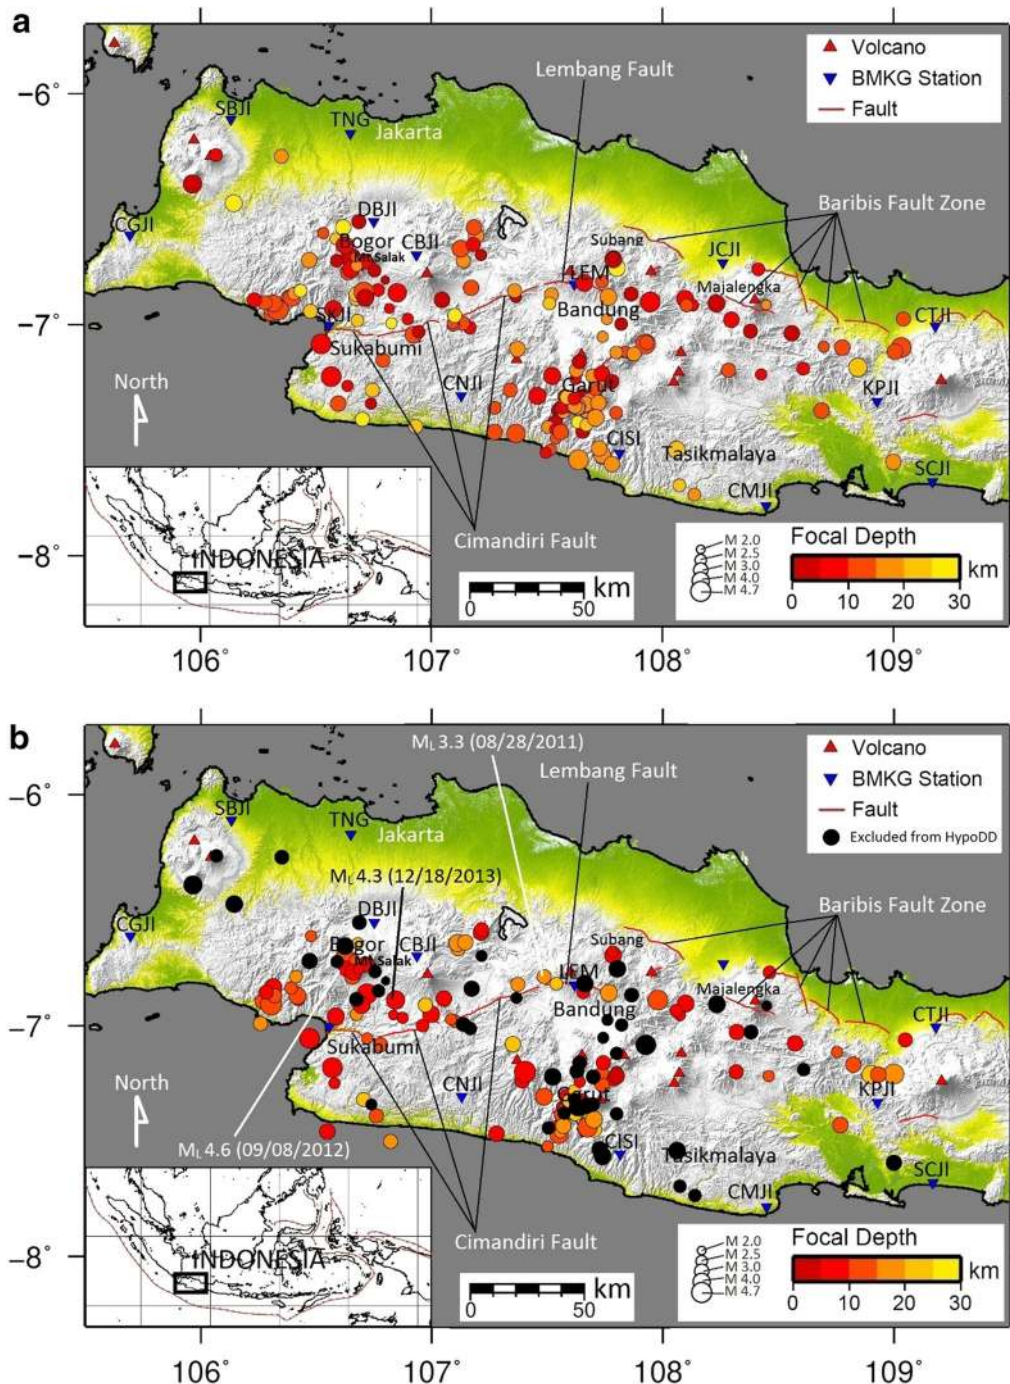 a
Volcano
BMKG Station
Fault
Lembang Fault
−6°
SBJI
TNG
Jakarta
Baribis Fault Zone
CGJI
DBJI
Bogor
CBJI
Mt Salak
Subang
JCJI
LEM
Majalengka
Bandung
−7°
SKJI
Sukabumi
CTJI
North
CNJI
Garut
KPJI
CISI
Tasikmalaya
SCJI
CMJI
Cimandiri Fault
−8°
INDONESIA
km
0 50
M 2.0
M 2.5
M 3.0
M 4.0
M 4.7
Focal Depth
km
0 10 20 30
106° 107° 108° 109°
b
ML 3.3 (08/28/2011)
Volcano
BMKG Station
Fault
Excluded from HypoDD
Lembang Fault
−6°
SBJI
TNG
Jakarta
ML 4.3 (12/18/2013)
Baribis Fault Zone
CGJI
DBJI
Bogor
CBJI
Mt Salak
Subang
LEM
Majalengka
Bandung
−7°
Sukabumi
CTJI
North
CNJI
Garut
KPJI
CISI
Tasikmalaya
SCJI
CMJI
ML 4.6 (09/08/2012)
Cimandiri Fault
−8°
INDONESIA
km
0 50
M 2.0
M 2.5
M 3.0
M 4.0
M 4.7
Focal Depth
km
0 10 20 30
106° 107° 108° 109°